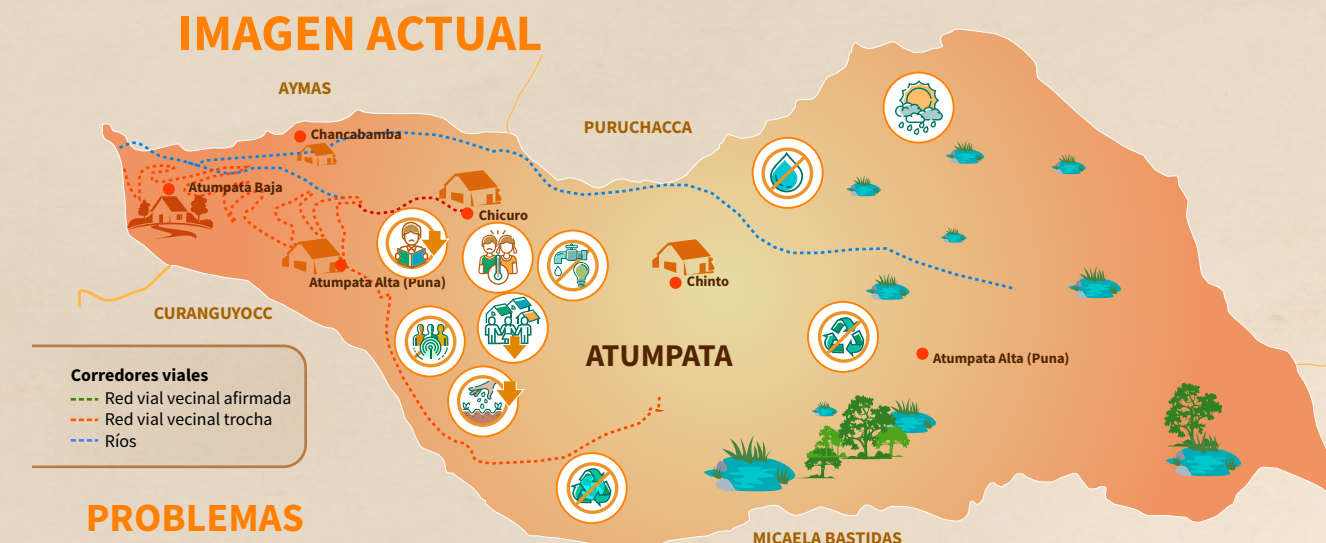 IMAGEN ACTUAL
AYMAS
PURUCHACCA
Chancabamba
Atumpata Baja
Chicuro
Atumpata Alta (Puna)
Chinto
CURANGUYOCC
ATUMPATA
Atumpata Alta (Puna)
Corredores viales
Red vial vecinal afirmada
Red vial vecinal trocha
Ríos
PROBLEMAS
MICAELA BASTIDAS